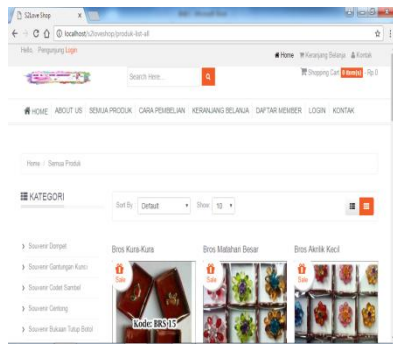 S2Love Shop
localhost/s2loveshop/produk-list-all
Hello. Pengunjung Login
Home Keranjang Belanja Kontak
Search Here...
Shopping Cart 0 item(s) - Rp.0
HOME ABOUT US SEMUA PRODUK CARA PEMBELIAN KERANJANG BELANJA DAFTAR MEMBER LOGIN KONTAK
Home / Semua Produk
KATEGORI
Sort By Default Show
Souvenir Dompet
Souvenir Gantungan Kunci
Souvenir Gelas Sambel
Souvenir Centong
Souvenir Bukaan Tutup Botol
Bros Kura-Kura
Bros Matahari Besar
Bros Akrilik Kecil
Sale
Sale
Sale
Kode: BRS 15